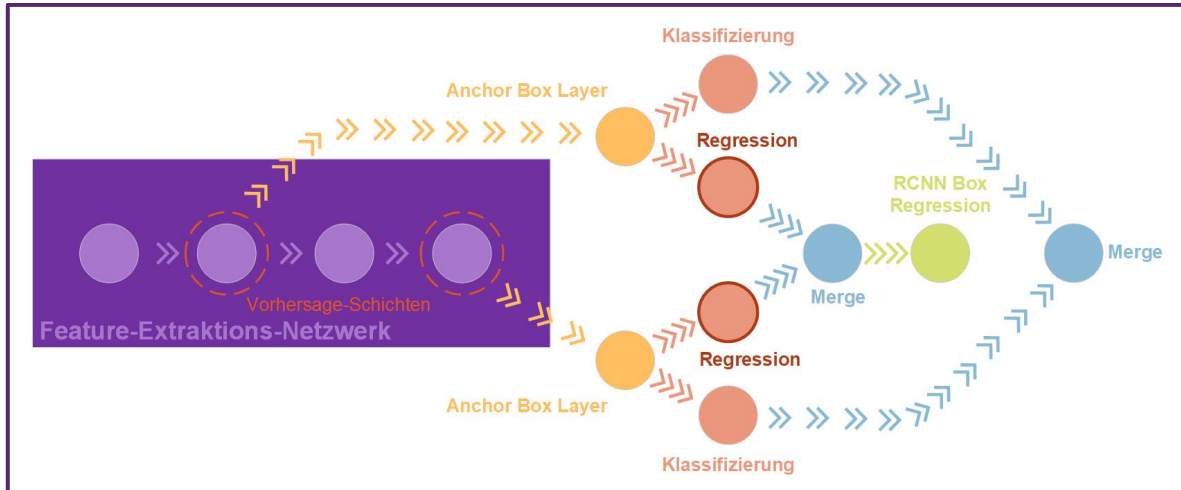 Klassifizierung
Anchor Box Layer
Regression
RCNN Box
Regression
Merge
Merge
Vorhersage-Schichten
Feature-Extraktions-Netzwerk
Regression
Anchor Box Layer
Klassifizierung